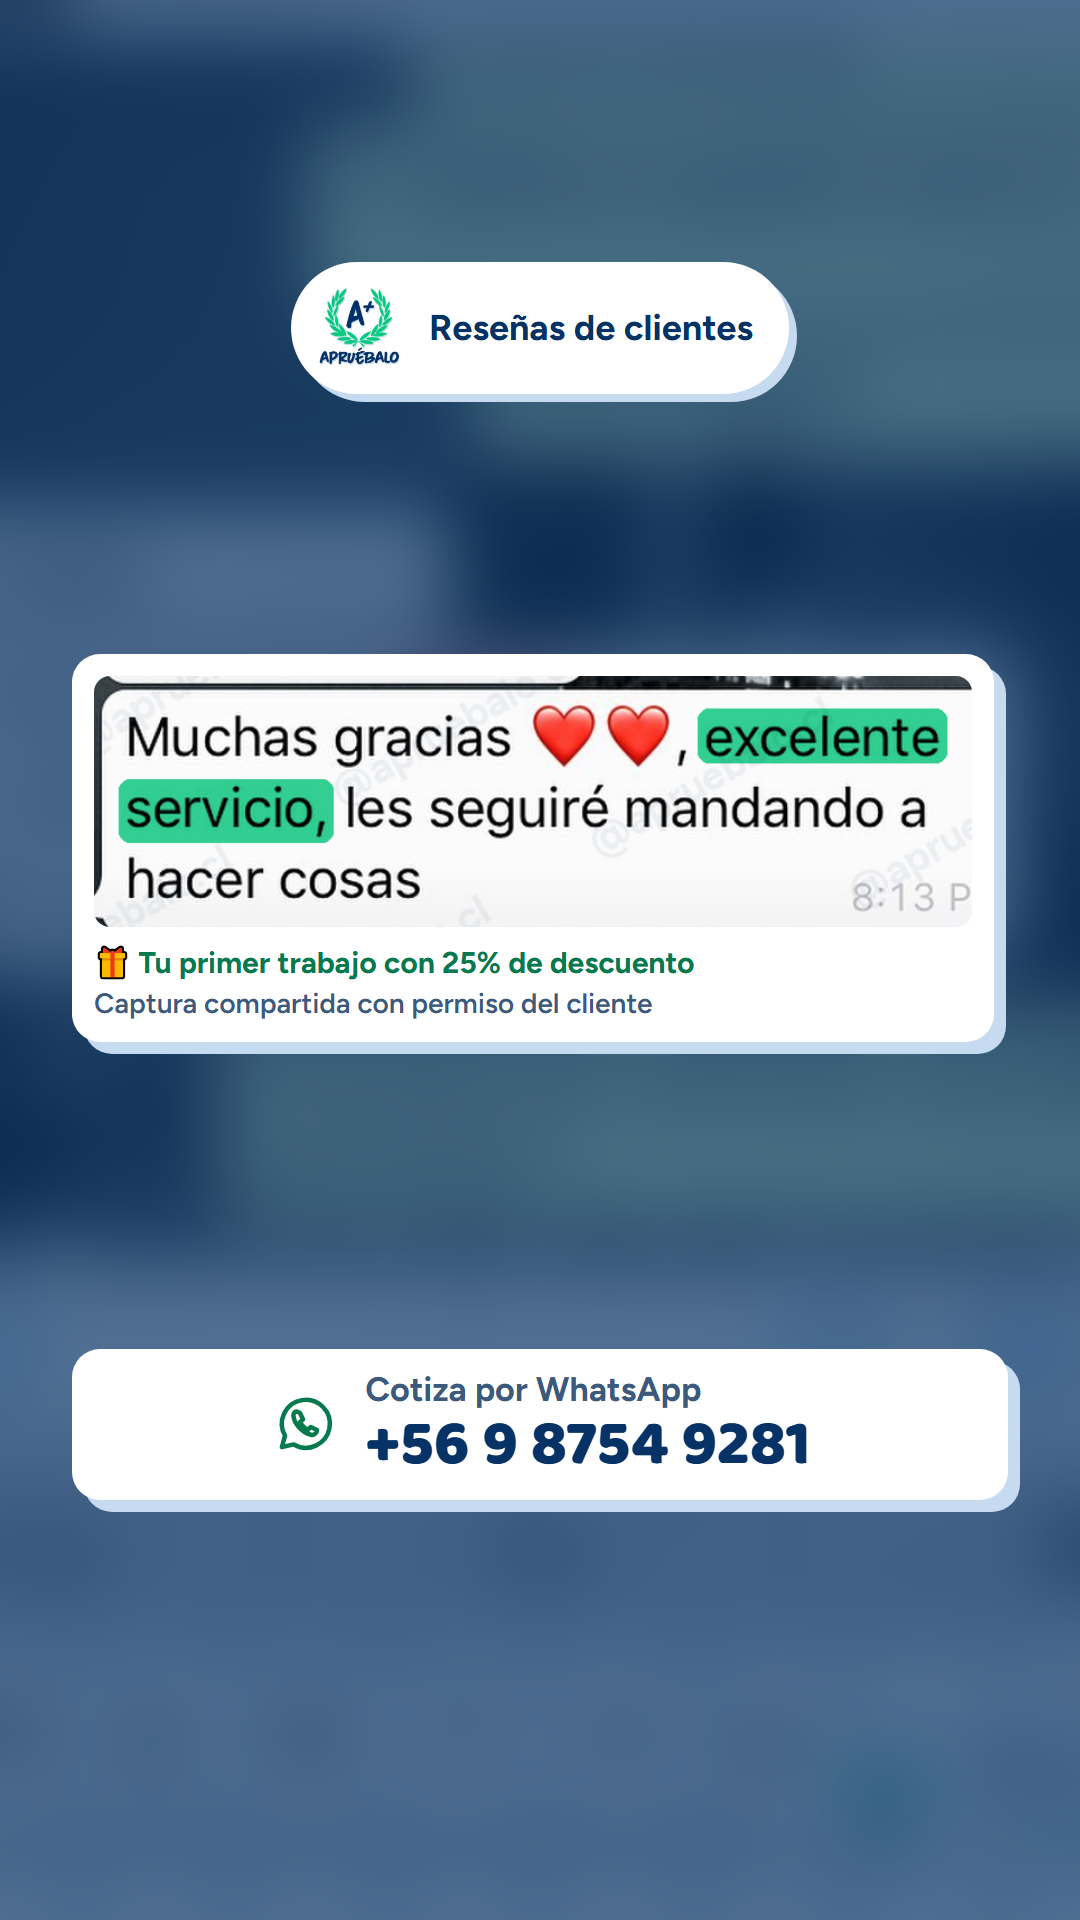 A+
APRUÉBALO
Reseñas de clientes
Muchas gracias ❤️❤️, excelente
servicio, les seguiré mandando a
hacer cosas
8:13 P
🎁 Tu primer trabajo con 25% de descuento
Captura compartida con permiso del cliente
Cotiza por WhatsApp
+56 9 8754 9281